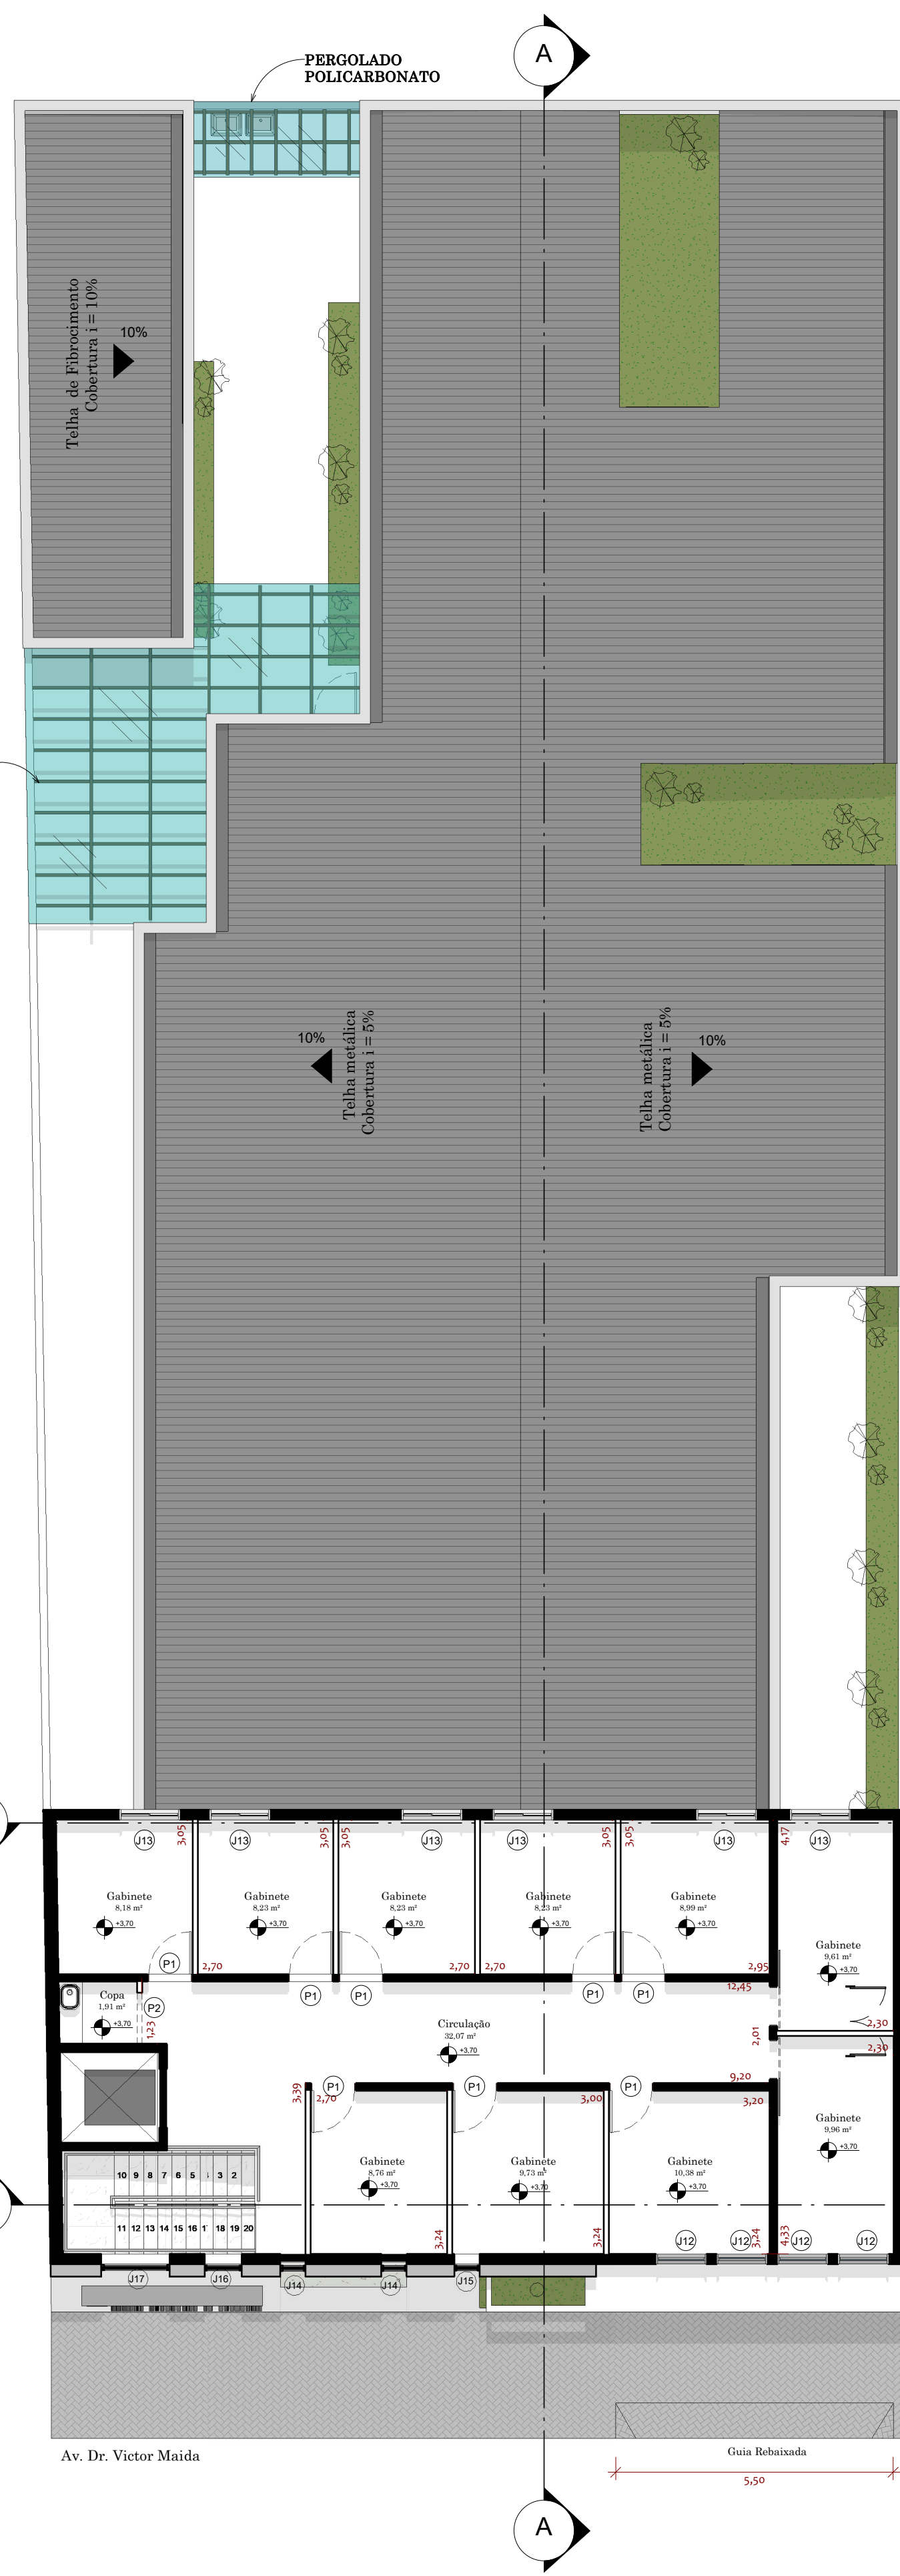 A
PERGOLADO
POLICARBONATO
Telha de Fibrocimento
Cobertura i = 10%
10%
10%
Telha metálica
Cobertura i = 5%
Telha metálica
Cobertura i = 5%
10%
J13
3,05
J13
3,05
3,05
J13
J13
3,05
3,05
J13
4,17
J13
Gabinete
8,18 m²
+3,70
Gabinete
8,23 m²
+3,70
Gabinete
8,23 m²
+3,70
Gabinete
8,23 m²
+3,70
Gabinete
8,99 m²
+3,70
Gabinete
9,61 m²
+3,70
P1
2,70
2,70
2,70
2,95
P1
P1
P1
P1
12,45
Copa
1,91 m²
+3,70
P2
1,23
Circulação
32,07 m²
+3,70
2,01
2,30
2,30
9,20
3,39
P1
2,70
P1
3,00
P1
3,20
Gabinete
8,76 m²
+3,70
Gabinete
9,73 m²
+3,70
Gabinete
10,38 m²
+3,70
Gabinete
9,96 m²
+3,70
10 9 8 7 6 5 3 2
11 12 13 14 15 16 18 19 20
3,24
3,24
J12
J12
3,24
4,33
J12
J12
J17
J16
J14
J14
J15
Av. Dr. Victor Maida
Guia Rebaixada
5,50
A